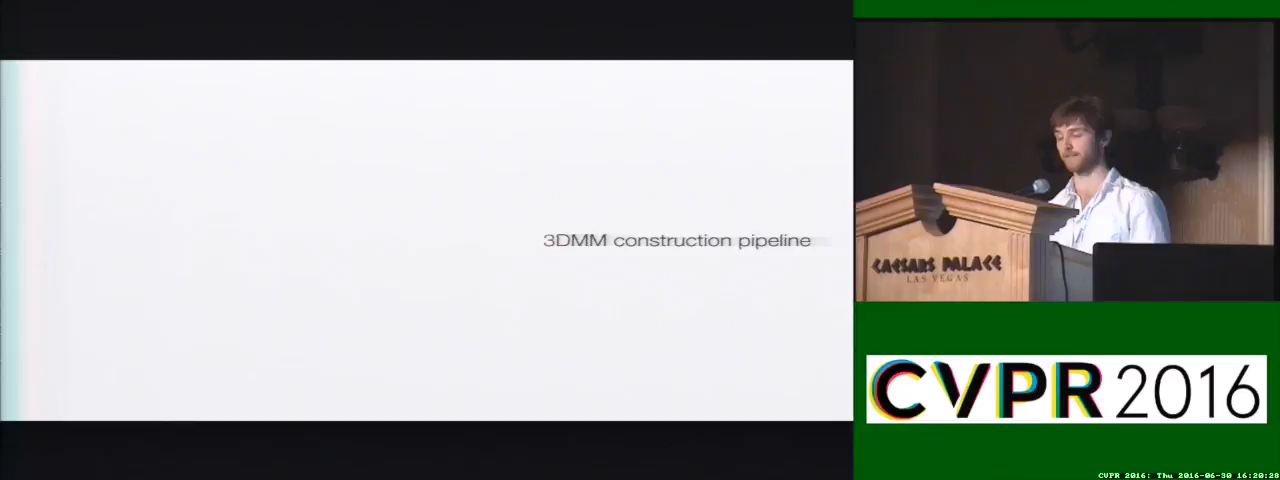 3DMM construction pipeline
CAESARS PALACE
LAS VEGAS
CVPR 2016
CVPR 2016: Thu 2016-06-30 16:20:28